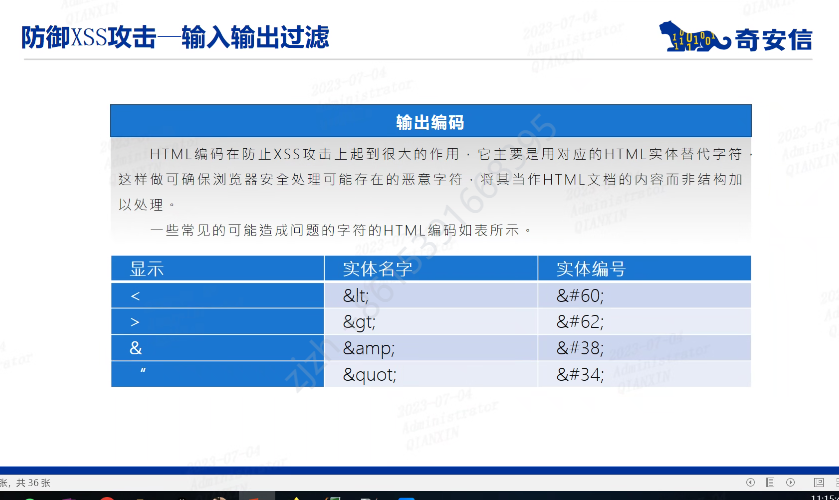 防御XSS攻击—输入输出过滤
奇安信
输出编码
HTML编码在防止XSS攻击上起到很大的作用，它主要是用对应的HTML实体替代字符，
这样做可确保浏览器安全处理可能存在的恶意字符，将其当作HTML文档的内容而非结构加
以处理。
一些常见的可能造成问题的字符的HTML编码如表所示。
显示 实体名字 实体编号
< &lt; &#60;
> &gt; &#62;
& &amp; &#38;
“ &quot; &#34;
2023-07-04
Administrator
QIANXIN
张，共 36 张